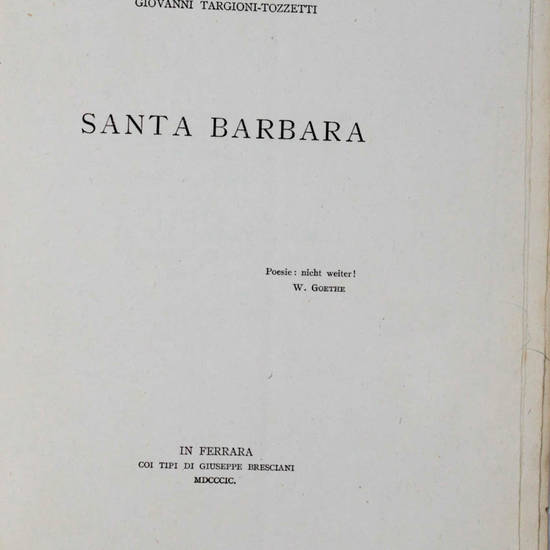 GIOVANNI TARGIONI-TOZZETTI
SANTA BARBARA
Poesie: nicht weiter!
W. GOETHE
IN FERRARA
COI TIPI DI GIUSEPPE BRESCIANI
MDCCCIC.